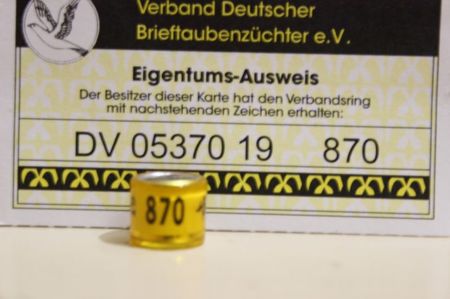 Verband Deutscher
Brieftaubenzüchter e.V.
Eigentums-Ausweis
Der Besitzer dieser Karte hat den Verbandsring
mit nachstehenden Zeichen erhalten:
DV 05370 19 870
870